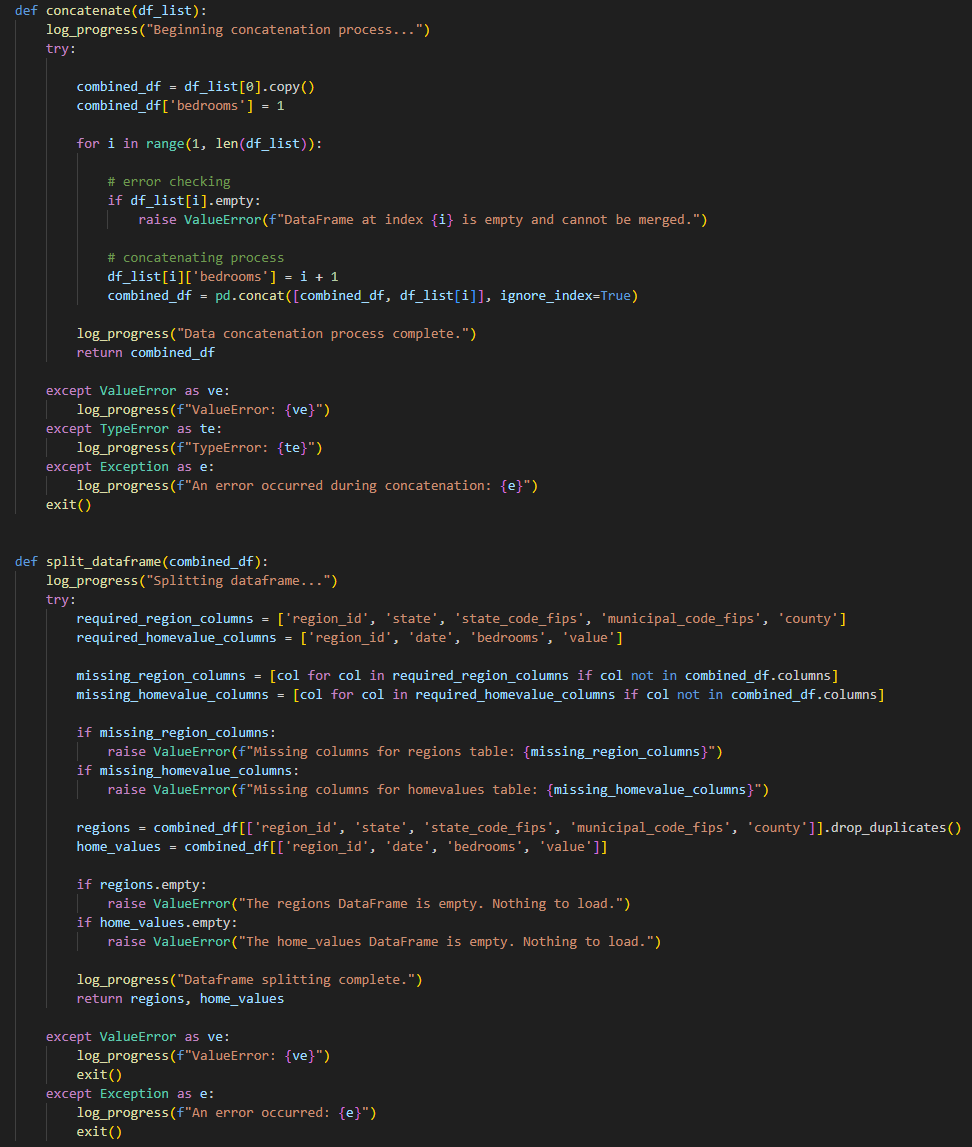 def concatenate(df_list):
    log_progress("Beginning concatenation process...")
    try:

        combined_df = df_list[0].copy()
        combined_df['bedrooms'] = 1

        for i in range(1, len(df_list)):

            # error checking
            if df_list[i].empty:
                raise ValueError(f"DataFrame at index {i} is empty and cannot be merged.")

            # concatenating process
            df_list[i]['bedrooms'] = i + 1
            combined_df = pd.concat([combined_df, df_list[i]], ignore_index=True)

        log_progress("Data concatenation process complete.")
        return combined_df

    except ValueError as ve:
        log_progress(f"ValueError: {ve}")
    except TypeError as te:
        log_progress(f"TypeError: {te}")
    except Exception as e:
        log_progress(f"An error occurred during concatenation: {e}")
    exit()


def split_dataframe(combined_df):
    log_progress("Splitting dataframe...")
    try:
        required_region_columns = ['region_id', 'state', 'state_code_fips', 'municipal_code_fips', 'county']
        required_homevalue_columns = ['region_id', 'date', 'bedrooms', 'value']

        missing_region_columns = [col for col in required_region_columns if col not in combined_df.columns]
        missing_homevalue_columns = [col for col in required_homevalue_columns if col not in combined_df.columns]

        if missing_region_columns:
            raise ValueError(f"Missing columns for regions table: {missing_region_columns}")
        if missing_homevalue_columns:
            raise ValueError(f"Missing columns for homevalues table: {missing_homevalue_columns}")

        regions = combined_df[['region_id', 'state', 'state_code_fips', 'municipal_code_fips', 'county']].drop_duplicates()
        home_values = combined_df[['region_id', 'date', 'bedrooms', 'value']]

        if regions.empty:
            raise ValueError("The regions DataFrame is empty. Nothing to load.")
        if home_values.empty:
            raise ValueError("The home_values DataFrame is empty. Nothing to load.")

        log_progress("Dataframe splitting complete.")
        return regions, home_values

    except ValueError as ve:
        log_progress(f"ValueError: {ve}")
        exit()
    except Exception as e:
        log_progress(f"An error occurred: {e}")
        exit()